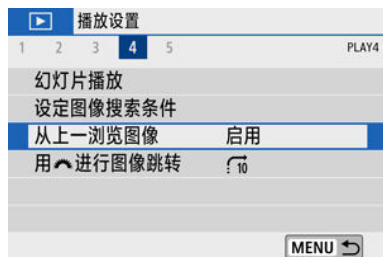 播放设置
1 2 3 4 5 PLAY4
幻灯片播放
设定图像搜索条件
从上一浏览图像 启用
用进行图像跳转 10
MENU